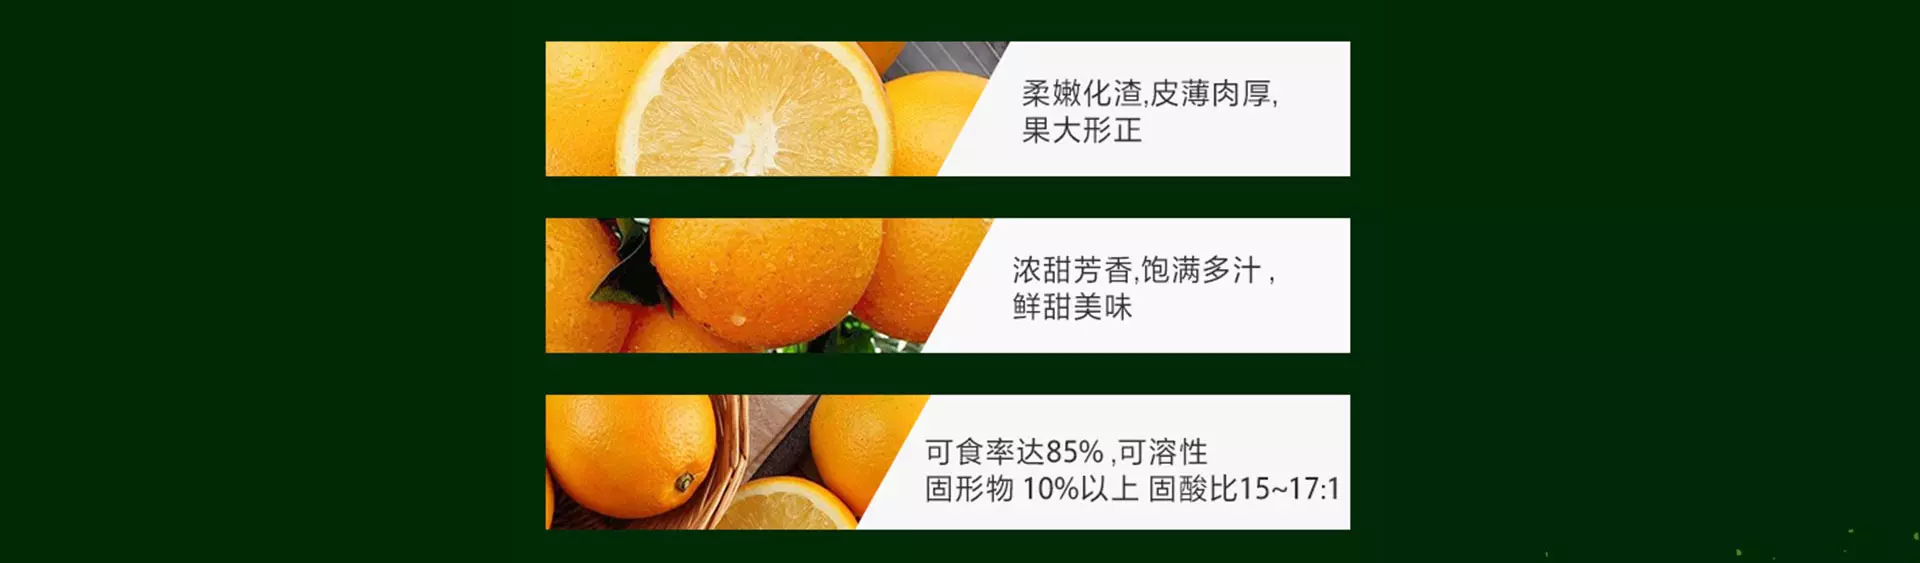 柔嫩化渣,皮薄肉厚,
果大形正
浓甜芳香,饱满多汁,
鲜甜美味
可食率达85%,可溶性
固形物 10%以上 固酸比15~17:1